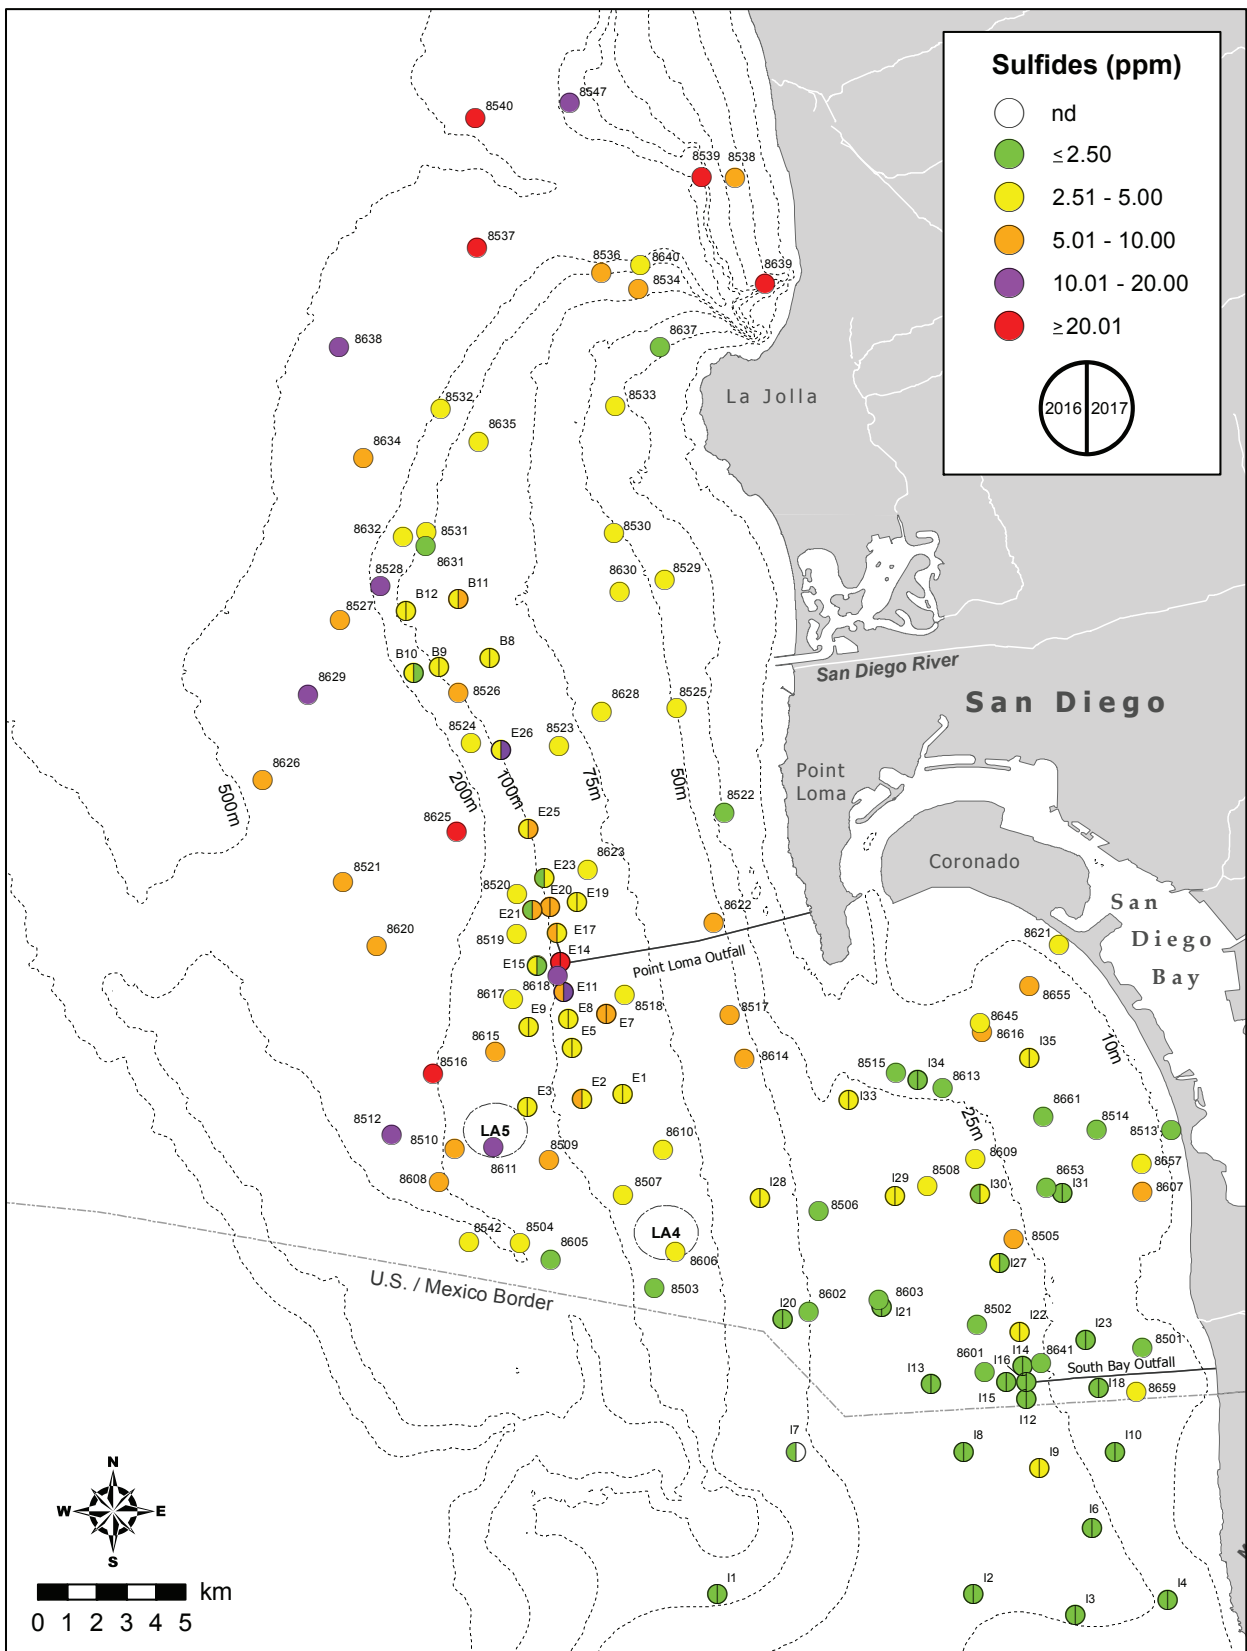 Sulfides (ppm)
nd
≤2.50
2.51 - 5.00
5.01 - 10.00
10.01 - 20.00
≥20.01
2016 2017
8547
8540
8539 8538
8537
8536 8640
8534
8639
8638
8637
La Jolla
8532
8533
8635
8634
8632 8531
8530
8631
8528
8630 8529
B12 B11
8527
B10 B9 B8
San Diego River
8629
8526
8628 8525
San Diego
8524 E26 8523
8626
500m
200m
100m
75m
50m
Point
Loma
8522
8625
E25
8521
8623
E23
8520 E20 E19
E21
Coronado
8622
San
Diego
Bay
8620
8519 E17
E14
E15
Point Loma Outfall
8621
8618 E11
8617
8518
8655
E9 E8 E7
8517
8645
8616
E5
8615
8614
I35
10m
8516
8515 I34
8613
E3 E2 E1
I33
25m
8661
8512
LA5
8514
8513
8510
8611
8509
8610
8609
8657
8608
8507
I28
I29 8508
I30
8653
I31
8607
8506
LA4
8542 8504
8605
8606
8505
I27
U.S. / Mexico Border
8503
8603
I20 8602
I21
8502 I22
I23
8501
8601 I16 I14 8641
South Bay Outfall
I13
I15
I18
8659
I12
I7
I8
I9
I10
N
W E
S
I6
km
0 1 2 3 4 5
I1
I2
I3
I4